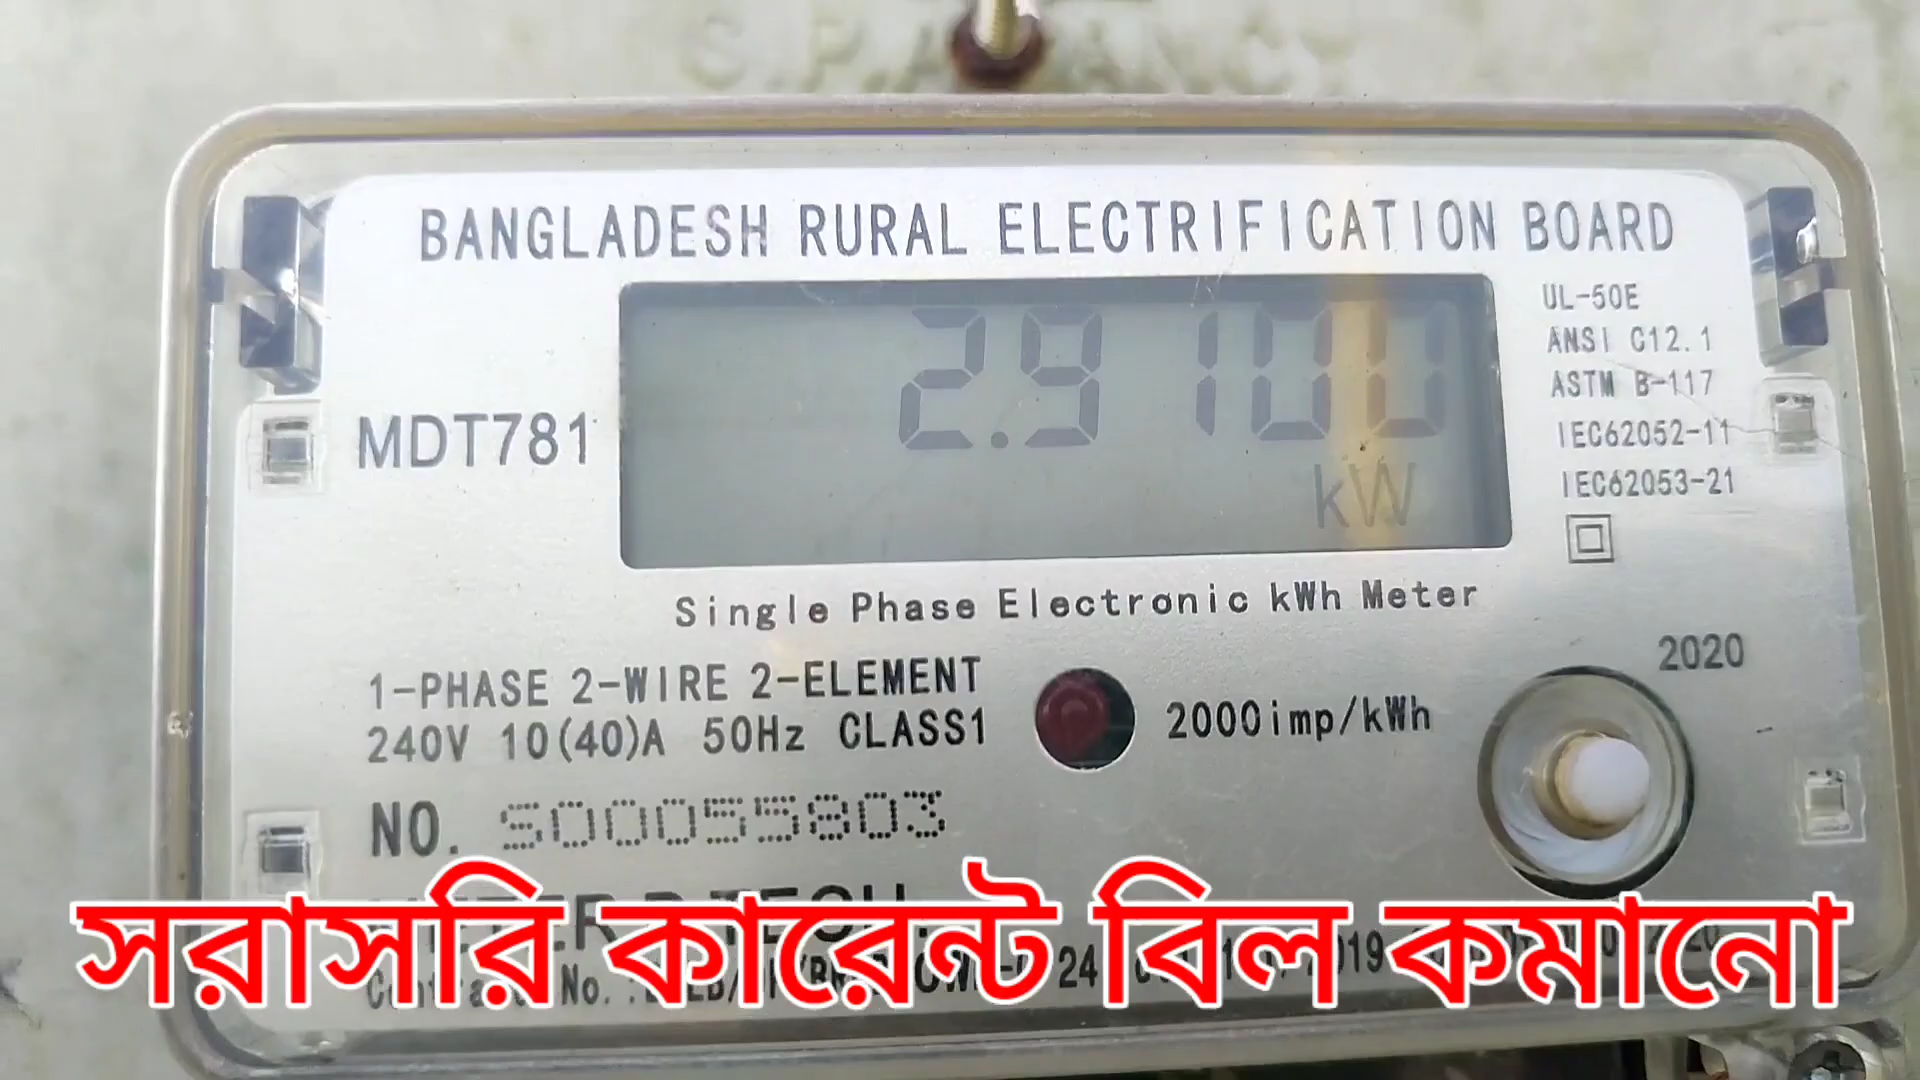 BANGLADESH RURAL ELECTRIFICATION BOARD
2.9100
kW
UL-50E
ANSI C12.1
ASTM B-117
IEC62052-11
IEC62053-21
MDT781
Single Phase Electronic kWh Meter
2020
1-PHASE 2-WIRE 2-ELEMENT
240V 10(40)A 50Hz CLASS1
2000imp/kWh
NO. S00055803
সরাসরি কারেন্ট বিল কমানো